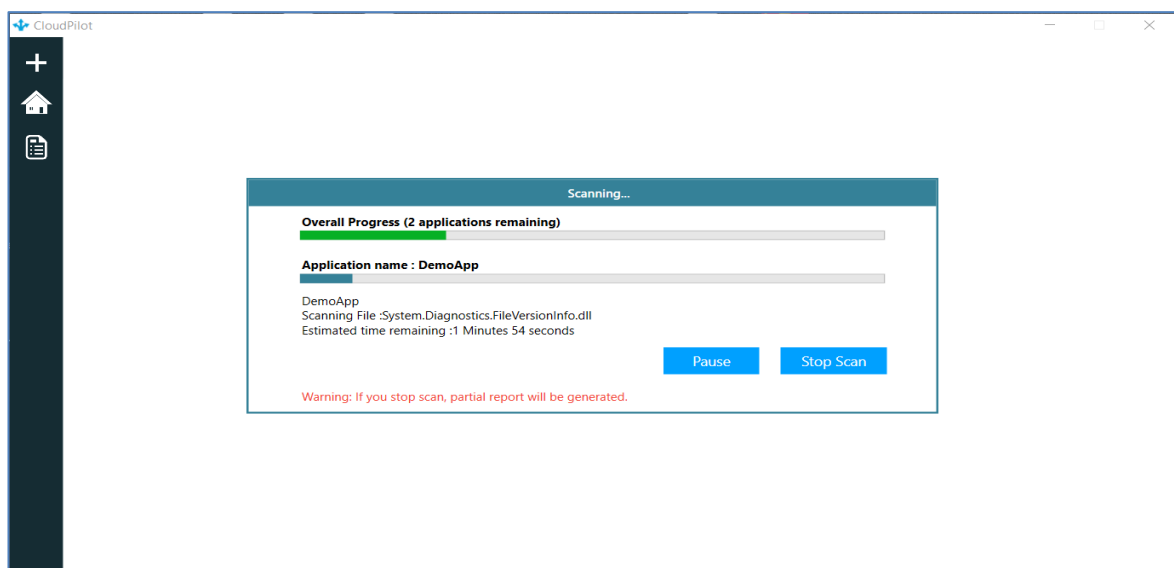 CloudPilot
Scanning...
Overall Progress (2 applications remaining)
Application name : DemoApp
DemoApp
Scanning File :System.Diagnostics.FileVersionInfo.dll
Estimated time remaining :1 Minutes 54 seconds
Pause Stop Scan
Warning: If you stop scan, partial report will be generated.